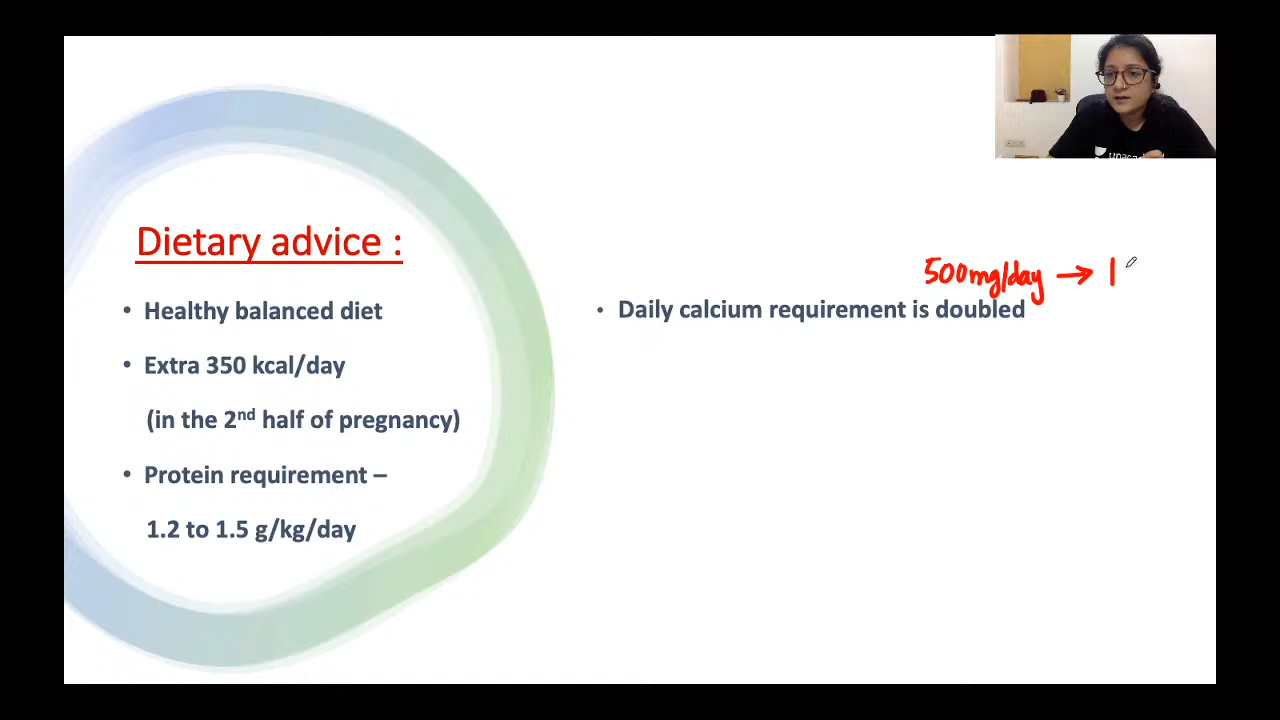 Dietary advice :
• Healthy balanced diet
• Extra 350 kcal/day
(in the 2nd half of pregnancy)
• Protein requirement –
1.2 to 1.5 g/kg/day
500mg/day → 1
• Daily calcium requirement is doubled